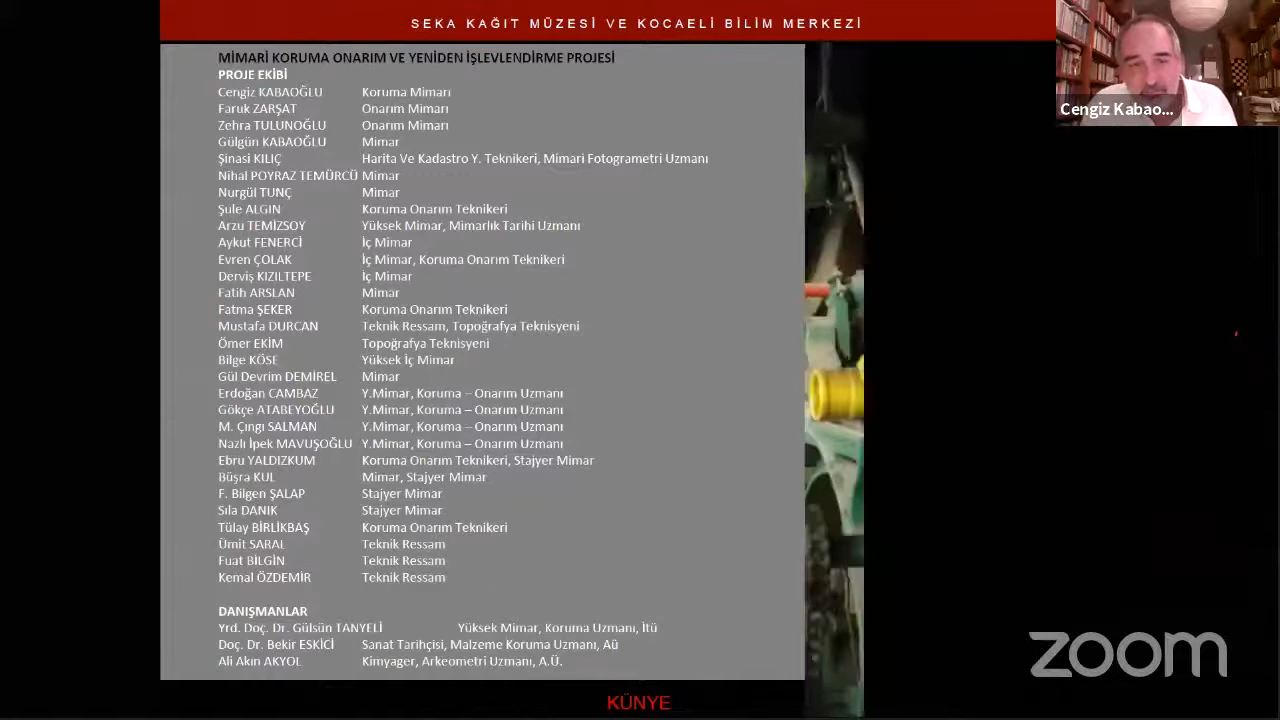 SEKA KAĞIT MÜZESİ VE KOCAELİ BİLİM MERKEZİ
Cengiz Kabao...
MİMARİ KORUMA ONARIM VE YENİDEN İŞLEVLENDİRME PROJESİ
PROJE EKİBİ
Cengiz KABAOĞLU Koruma Mimarı
Faruk ZARŞAT Onarım Mimarı
Zehra TULUNOĞLU Onarım Mimarı
Gülgün KABAOĞLU Mimar
Şinasi KILIÇ Harita Ve Kadastro Y. Teknikeri, Mimari Fotogrametri Uzmanı
Nihal POYRAZ TEMÜRCÜ Mimar
Nurgül TUNÇ Mimar
Şule ALGIN Koruma Onarım Teknikeri
Arzu TEMİZSOY Yüksek Mimar, Mimarlık Tarihi Uzmanı
Aykut FENERCİ İç Mimar
Evren ÇOLAK İç Mimar, Koruma Onarım Teknikeri
Derviş KIZILTEPE İç Mimar
Fatih ARSLAN Mimar
Fatma ŞEKER Koruma Onarım Teknikeri
Mustafa DURCAN Teknik Ressam, Topoğrafya Teknisyeni
Ömer EKİM Topoğrafya Teknisyeni
Bilge KÖSE Yüksek İç Mimar
Gül Devrim DEMİREL Mimar
Erdoğan CAMBAZ Y.Mimar, Koruma – Onarım Uzmanı
Gökçe ATABEYOĞLU Y.Mimar, Koruma – Onarım Uzmanı
M. Çıngı SALMAN Y.Mimar, Koruma – Onarım Uzmanı
Nazlı İpek MAVUŞOĞLU Y.Mimar, Koruma – Onarım Uzmanı
Ebru YALDIZKUM Koruma Onarım Teknikeri, Stajyer Mimar
Büşra KUL Mimar, Stajyer Mimar
F. Bilgen ŞALAP Stajyer Mimar
Sıla DANIK Stajyer Mimar
Tülay BİRLİKBAŞ Koruma Onarım Teknikeri
Ümit SARAL Teknik Ressam
Fuat BİLGİN Teknik Ressam
Kemal ÖZDEMİR Teknik Ressam
DANIŞMANLAR
Yrd. Doç. Dr. Gülsün TANYELİ Yüksek Mimar, Koruma Uzmanı, İtü
Doç. Dr. Bekir ESKİCİ Sanat Tarihçisi, Malzeme Koruma Uzmanı, Aü
Ali Akın AKYOL Kimyager, Arkeometri Uzmanı, A.Ü.
zoom
KÜNYE